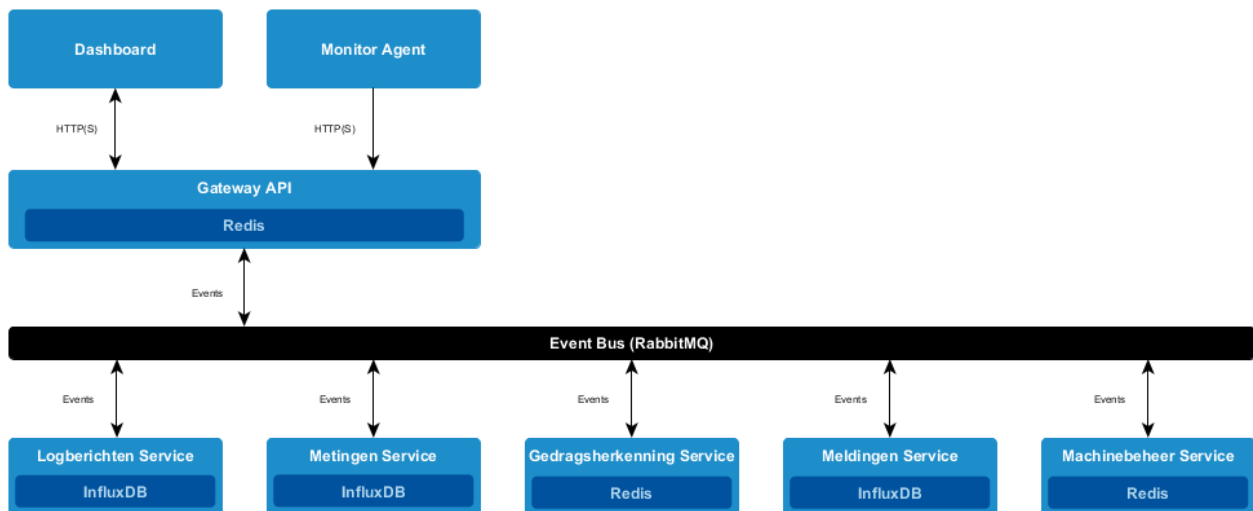 Dashboard
Monitor Agent
HTTP(S)
HTTP(S)
Gateway API
Redis
Events
Event Bus (RabbitMQ)
Events
Events
Events
Events
Events
Logberichten Service
Metingen Service
Gedragsherkenning Service
Meldingen Service
Machinebeheer Service
InfluxDB
InfluxDB
Redis
InfluxDB
Redis